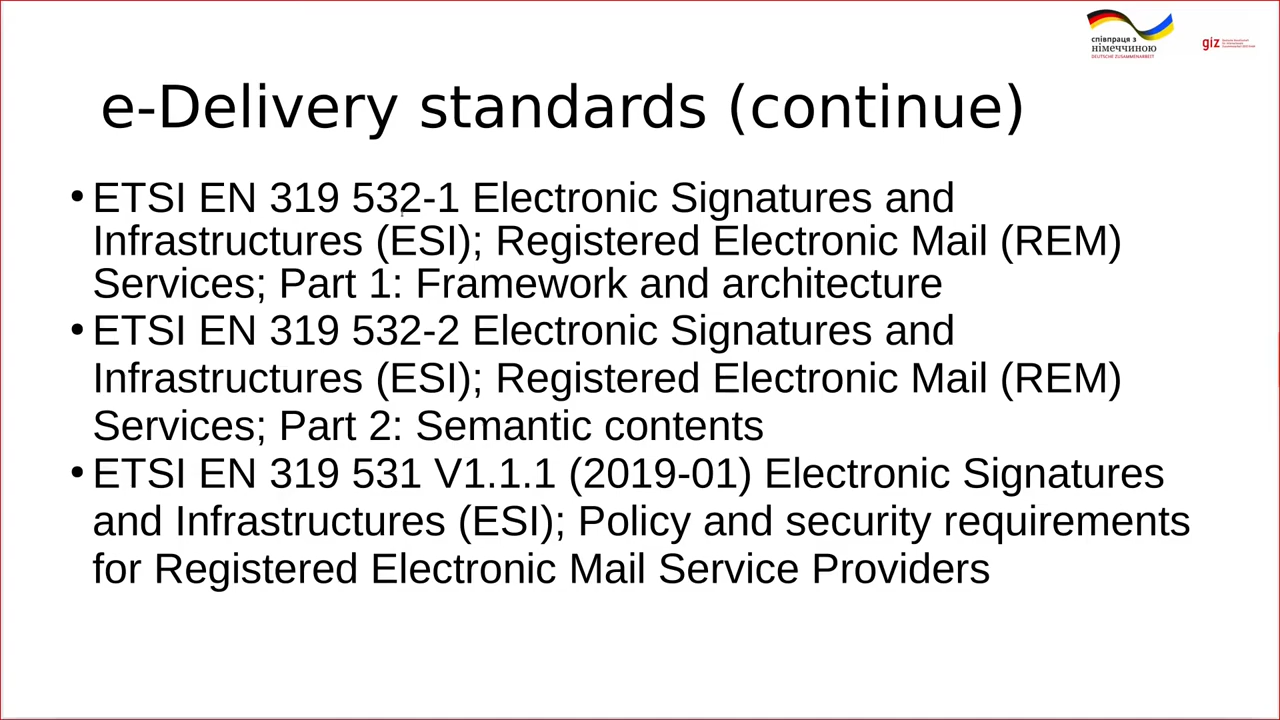 співпраця з
німеччиною
DEUTSCHE ZUSAMMENARBEIT
giz
e-Delivery standards (continue)
•ETSI EN 319 532-1 Electronic Signatures and
Infrastructures (ESI); Registered Electronic Mail (REM)
Services; Part 1: Framework and architecture
•ETSI EN 319 532-2 Electronic Signatures and
Infrastructures (ESI); Registered Electronic Mail (REM)
Services; Part 2: Semantic contents
•ETSI EN 319 531 V1.1.1 (2019-01) Electronic Signatures
and Infrastructures (ESI); Policy and security requirements
for Registered Electronic Mail Service Providers